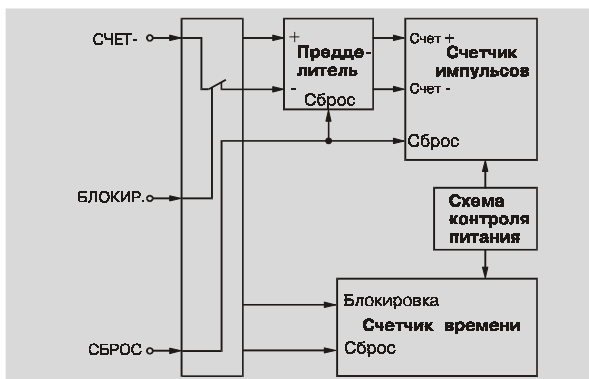 СЧЕТ-
БЛОКИР.
СБРОС
+
Предде-
литель
-
Сброс
Счет +
Счетчик
импульсов
Счет -
Сброс
Схема
контроля
питания
Блокировка
Счетчик времени
Сброс